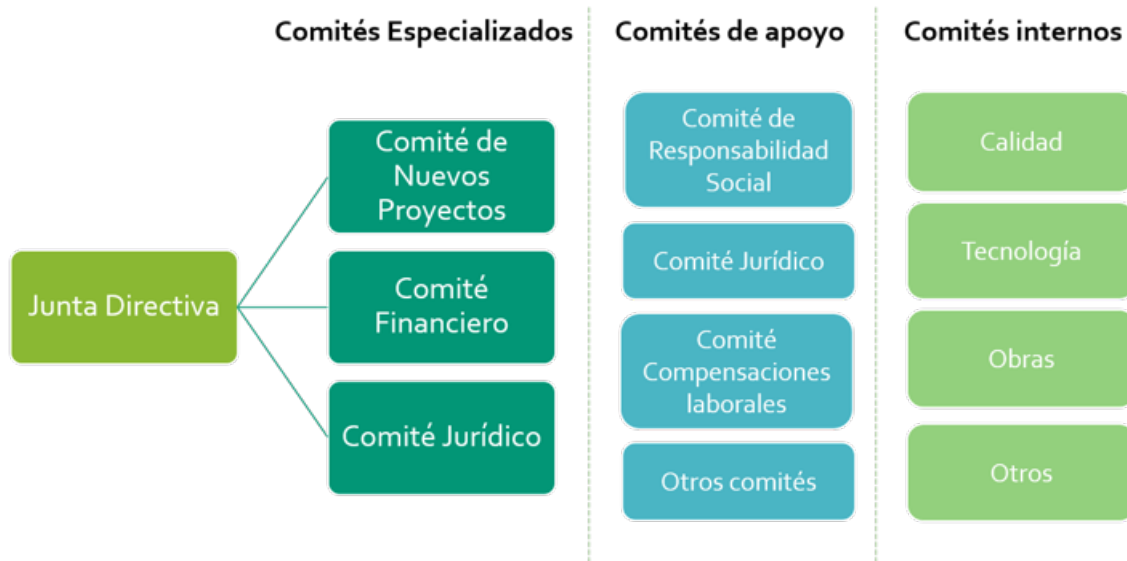 Comités Especializados
Comités de apoyo
Comités internos
Junta Directiva
Comité de
Nuevos
Proyectos
Comité
Financiero
Comité Jurídico
Comité de
Responsabilidad
Social
Comité Jurídico
Comité
Compensaciones
laborales
Otros comités
Calidad
Tecnología
Obras
Otros